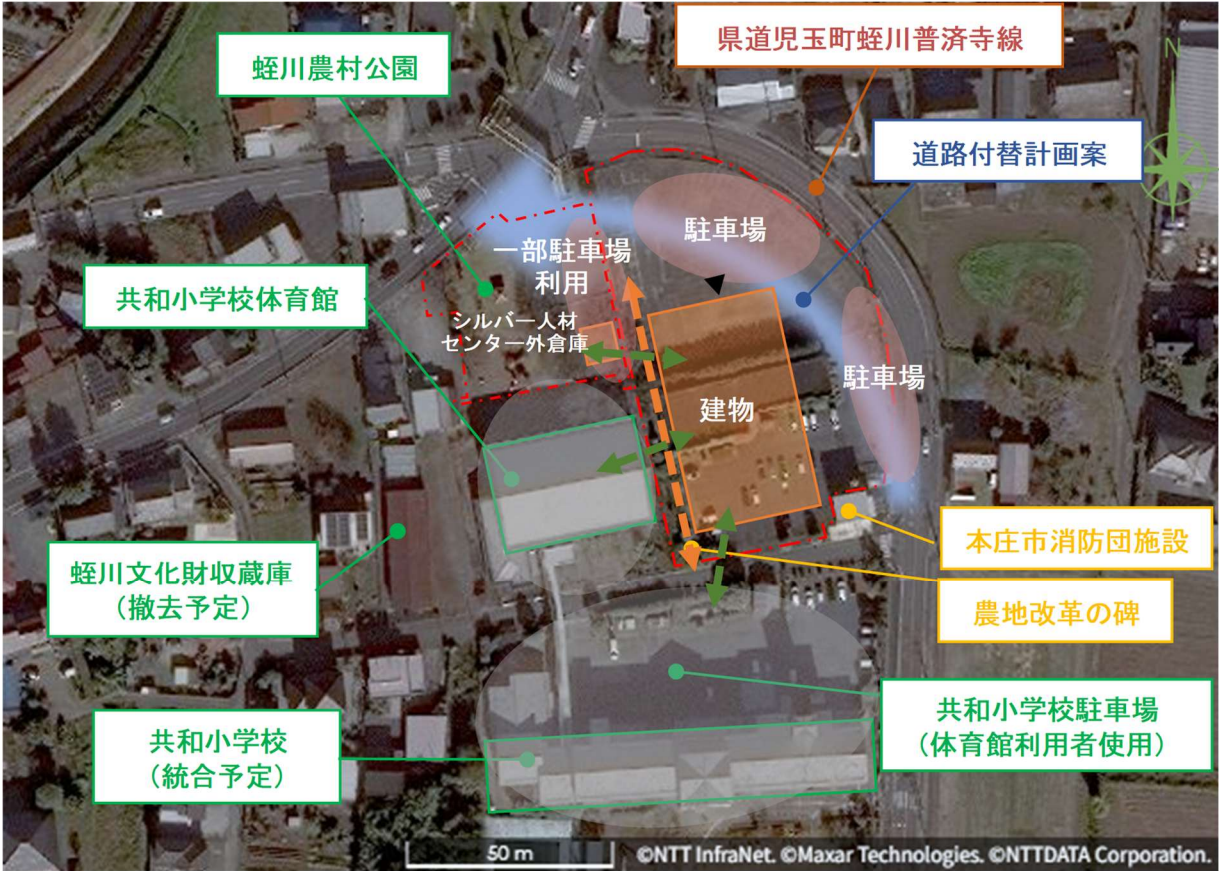 県道児玉町蛭川普済寺線
N
蛭川農村公園
道路付替計画案
駐車場
一部駐車場
利用
共和小学校体育館
シルバー人材
センター外倉庫
駐車場
建物
本庄市消防団施設
蛭川文化財収蔵庫
(撤去予定)
農地改革の碑
共和小学校駐車場
(体育館利用者使用)
共和小学校
(統合予定)
50 m
©NTT InfraNet. ©Maxar Technologies. ©NTTDATA Corporation.